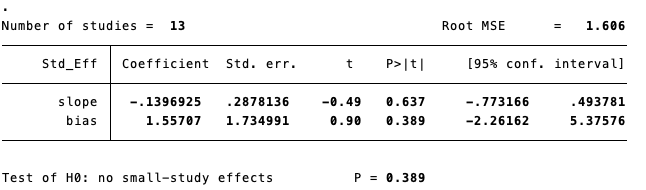 .
Number of studies =  13                                Root MSE      =   1.606
Std_Eff   Coefficient  Std. err.      t    P>|t|     [95% conf. interval]
slope   -.1396925   .2878136    -0.49   0.637     -.773166     .493781
bias     1.55707   1.734991     0.90   0.389     -2.26162     5.37576
Test of H0: no small-study effects          P = 0.389